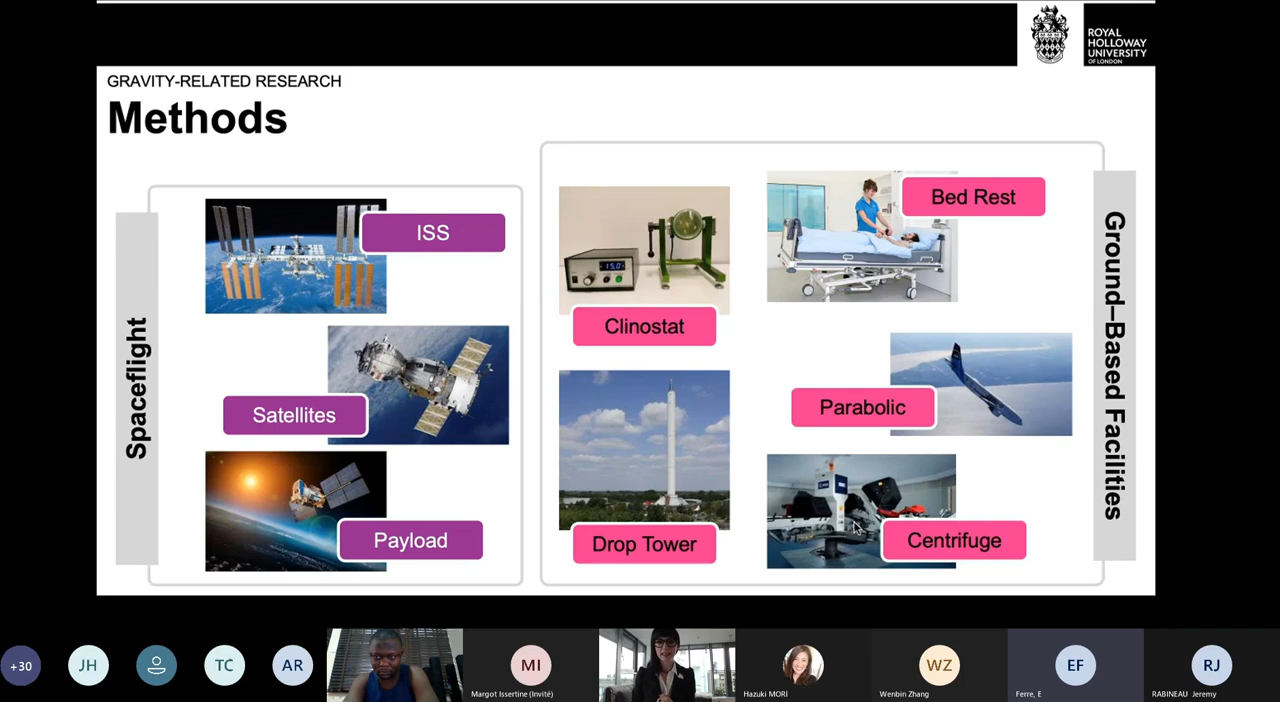 ROYAL
HOLLOWAY
UNIVERSITY
OF LONDON
GRAVITY-RELATED RESEARCH
Methods
Spaceflight
ISS
Satellites
Payload
Clinostat
Drop Tower
Bed Rest
Parabolic
Centrifuge
Ground–Based Facilities
+30
JH
TC
AR
MI
Margot Issertine (Invité)
Hazuki MORI
WZ
Wenbin Zhang
EF
Ferre, E
RJ
RABINEAU Jeremy